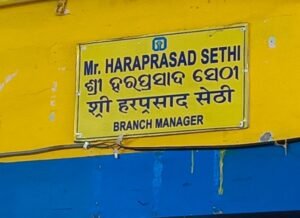 Mr. HARAPRASAD SETHI
ଶ୍ରୀ ହରପ୍ରସାଦ ସେଠୀ
श्री हरप्रसाद सेठी
BRANCH MANAGER